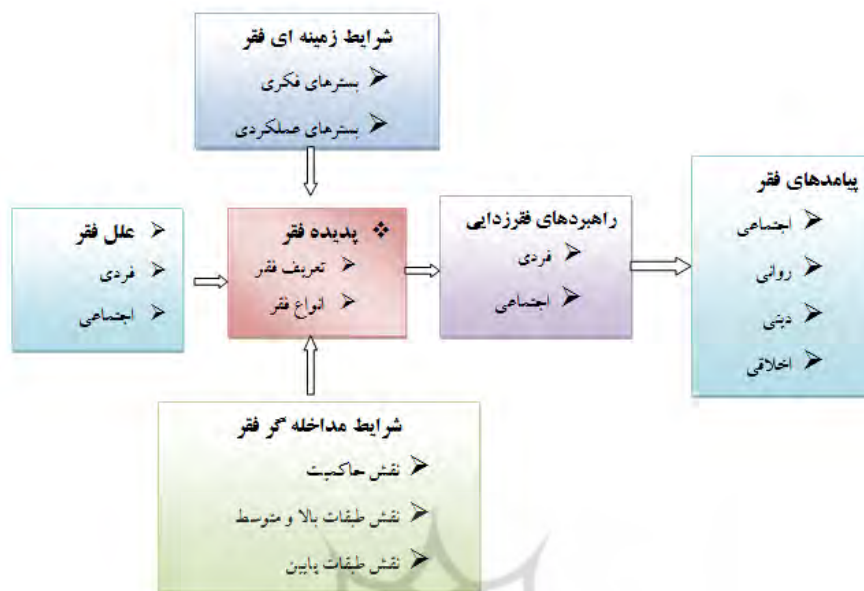 شرایط زمینه ای فقر
بسترهای فکری
بسترهای عملکردی
علل فقر
فردی
اجتماعی
پدیده فقر
تعریف فقر
انواع فقر
راهبردهای فقرزدایی
فردی
اجتماعی
پیامدهای فقر
اجتماعی
روانی
دینی
اخلاقی
شرایط مداخله گر فقر
نقش حاکمیت
نقش طبقات بالا و متوسط
نقش طبقات پایین